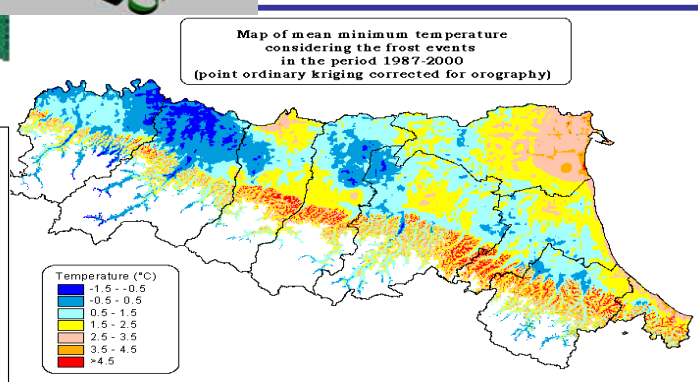 Map of mean minimum temperature
considering the frost events
in the period 1987-2000
(point ordinary kriging corrected for orography)
Temperature (°C)
-1.5 - -0.5
-0.5 - 0.5
0.5 - 1.5
1.5 - 2.5
2.5 - 3.5
3.5 - 4.5
>4.5